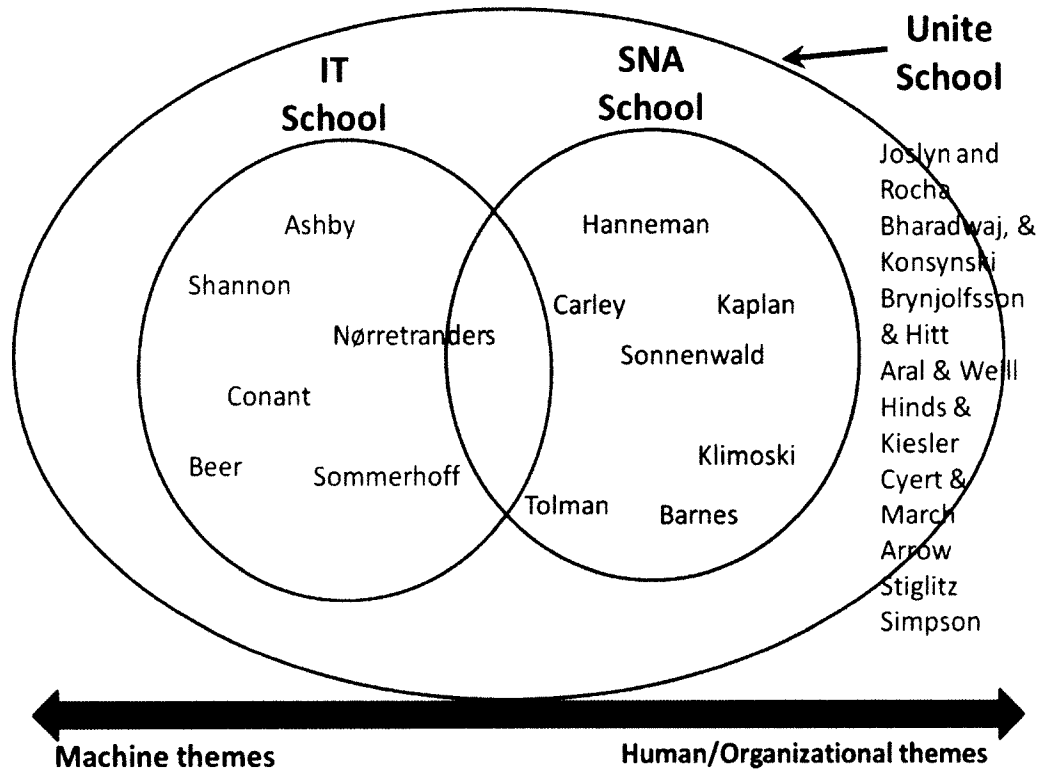 Unite
School
IT
School
SNA
School
Joslyn and
Rocha
Bharadwaj, &
Konsynski
Brynjolfsson
& Hitt
Aral & Weill
Hinds &
Kiesler
Cyert &
March
Arrow
Stiglitz
Simpson
Ashby
Shannon
Nørretranders
Conant
Beer
Sommerhoff
Hanneman
Carley
Kaplan
Sonnenwald
Klimoski
Tolman
Barnes
Machine themes
Human/Organizational themes